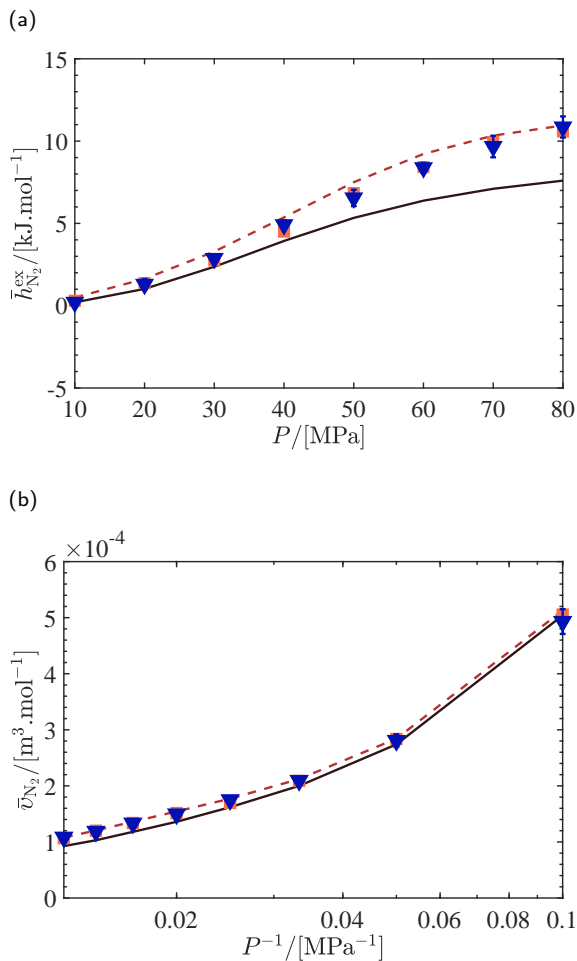 (a)
15
10
5
0
-5
h̄ᵉˣ_N₂/[kJ.mol⁻¹]
10 20 30 40 50 60 70 80
P/[MPa]
(b)
×10⁻⁴
6
5
4
3
2
1
0
v̄_N₂/[m³.mol⁻¹]
0.02 0.04 0.06 0.08 0.1
P⁻¹/[MPa⁻¹]